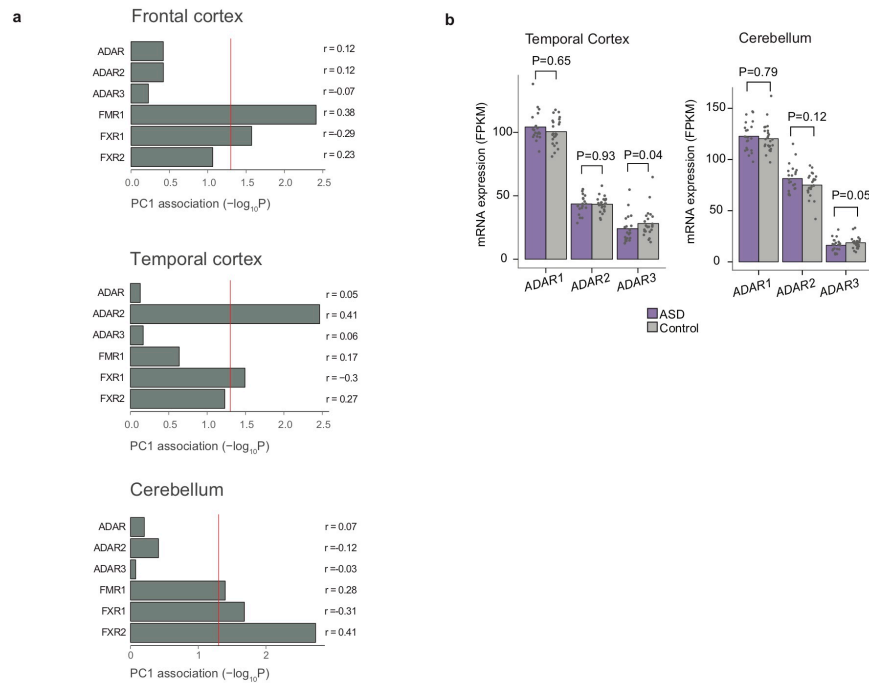 a
Frontal cortex
ADAR r = 0.12
ADAR2 r = 0.12
ADAR3 r =-0.07
FMR1 r = 0.38
FXR1 r =-0.29
FXR2 r = 0.23
0.0 0.5 1.0 1.5 2.0 2.5
PC1 association (−log10P)
Temporal cortex
ADAR r = 0.05
ADAR2 r = 0.41
ADAR3 r = 0.06
FMR1 r = 0.17
FXR1 r = −0.3
FXR2 r = 0.27
0.0 0.5 1.0 1.5 2.0 2.5
PC1 association (−log10P)
Cerebellum
ADAR r = 0.07
ADAR2 r =-0.12
ADAR3 r =-0.03
FMR1 r = 0.28
FXR1 r =-0.31
FXR2 r = 0.41
0 1 2
PC1 association (−log10P)
b
Temporal Cortex
P=0.65
P=0.93
P=0.04
mRNA expression (FPKM)
100
50
0
ADAR1 ADAR2 ADAR3
Cerebellum
P=0.79
P=0.12
P=0.05
mRNA expression (FPKM)
150
100
50
0
ADAR1 ADAR2 ADAR3
ASD
Control